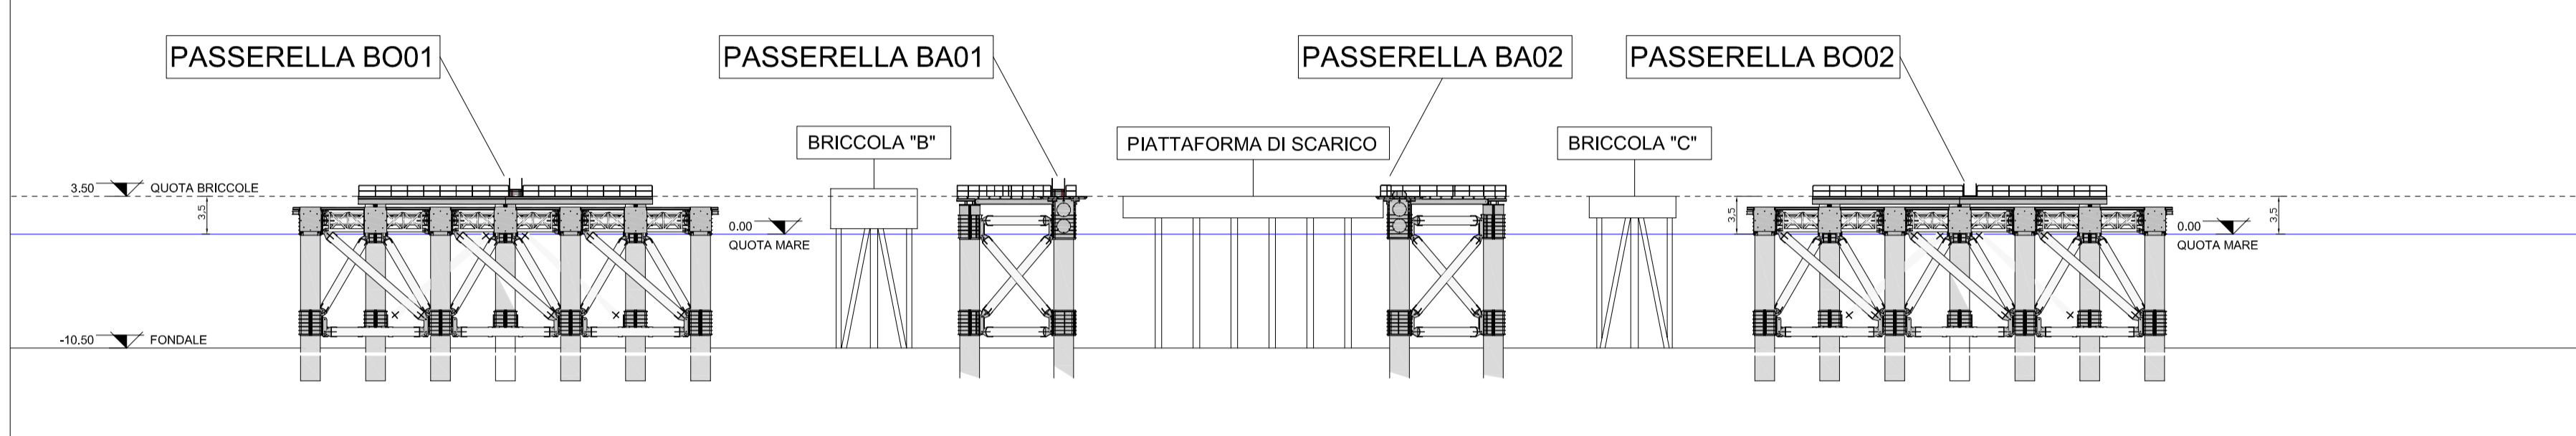 PASSERELLA BO01
PASSERELLA BA01
PASSERELLA BA02
PASSERELLA BO02
BRICCOLA "B"
PIATTAFORMA DI SCARICO
BRICCOLA "C"
3.50 QUOTA BRICCOLE
3,5
3,5
3,5
0.00
QUOTA MARE
0.00
QUOTA MARE
-10.50 FONDALE